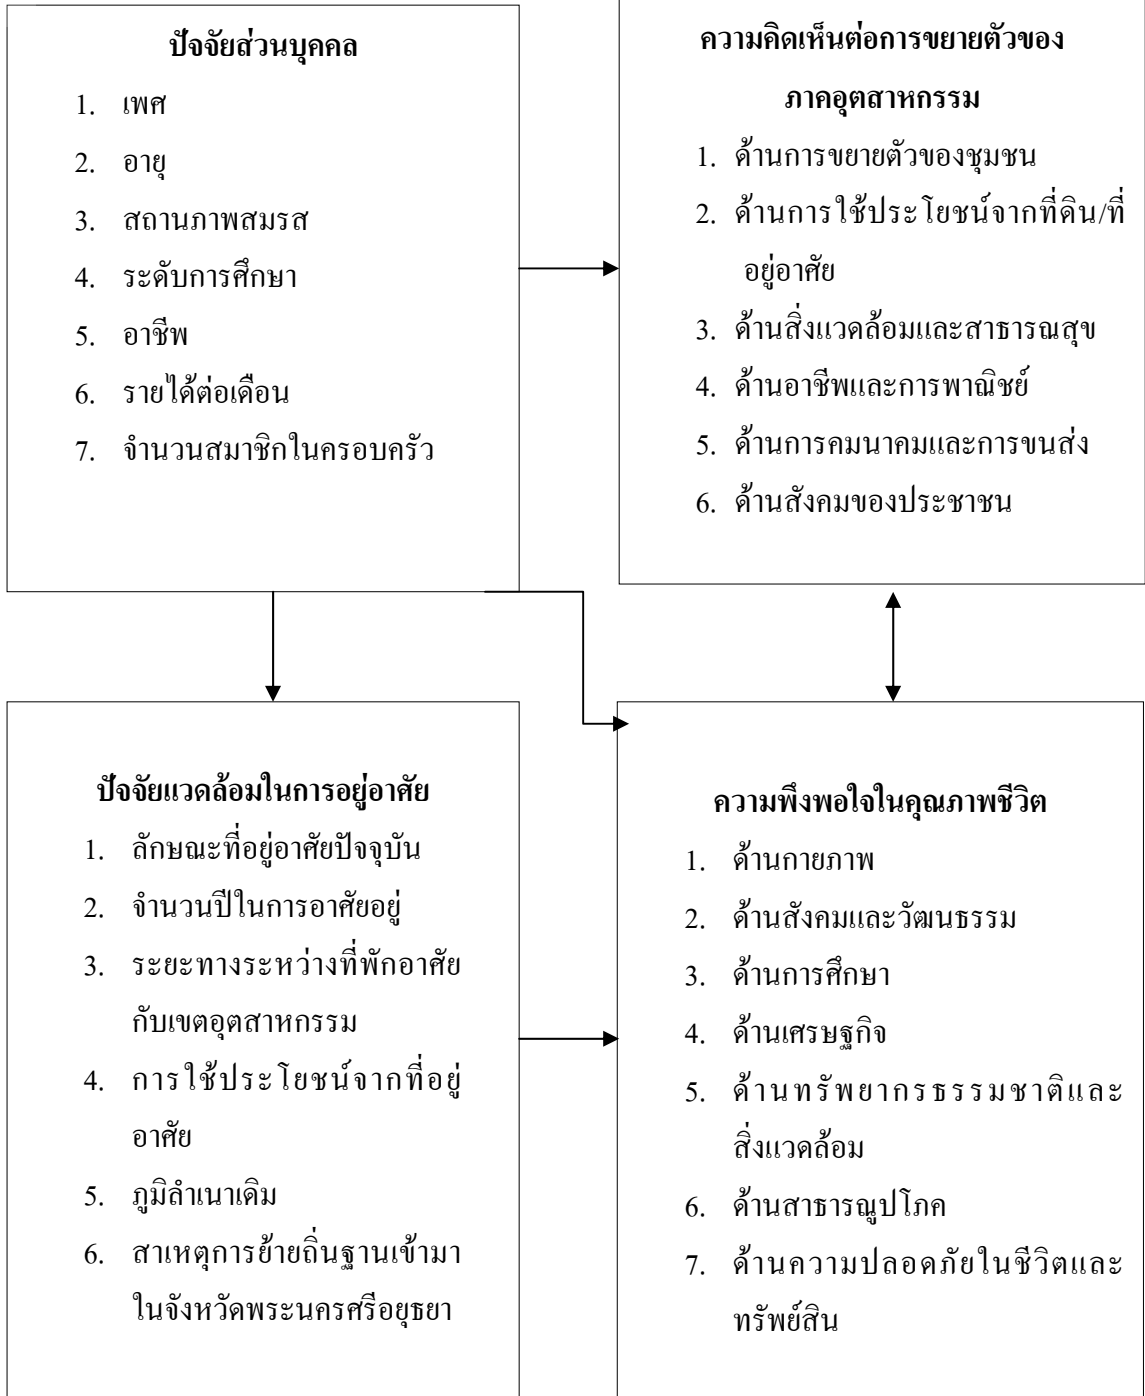 ปัจจัยส่วนบุคคล
1. เพศ
2. อายุ
3. สถานภาพสมรส
4. ระดับการศึกษา
5. อาชีพ
6. รายได้ต่อเดือน
7. จำนวนสมาชิกในครอบครัว
ความคิดเห็นต่อการขยายตัวของ
ภาคอุตสาหกรรม
1. ด้านการขยายตัวของชุมชน
2. ด้านการใช้ประโยชน์จากที่ดิน/ที่
อยู่อาศัย
3. ด้านสิ่งแวดล้อมและสาธารณสุข
4. ด้านอาชีพและการพาณิชย์
5. ด้านการคมนาคมและการขนส่ง
6. ด้านสังคมของประชาชน
ปัจจัยแวดล้อมในการอยู่อาศัย
1. ลักษณะที่อยู่อาศัยปัจจุบัน
2. จำนวนปีในการอาศัยอยู่
3. ระยะทางระหว่างที่พักอาศัย
กับเขตอุตสาหกรรม
4. การใช้ประโยชน์จากที่อยู่
อาศัย
5. ภูมิลำเนาเดิม
6. สาเหตุการย้ายถิ่นฐานเข้ามา
ในจังหวัดพระนครศรีอยุธยา
ความพึงพอใจในคุณภาพชีวิต
1. ด้านกายภาพ
2. ด้านสังคมและวัฒนธรรม
3. ด้านการศึกษา
4. ด้านเศรษฐกิจ
5. ด้านทรัพยากรธรรมชาติและ
สิ่งแวดล้อม
6. ด้านสาธารณูปโภค
7. ด้านความปลอดภัยในชีวิตและ
ทรัพย์สิน